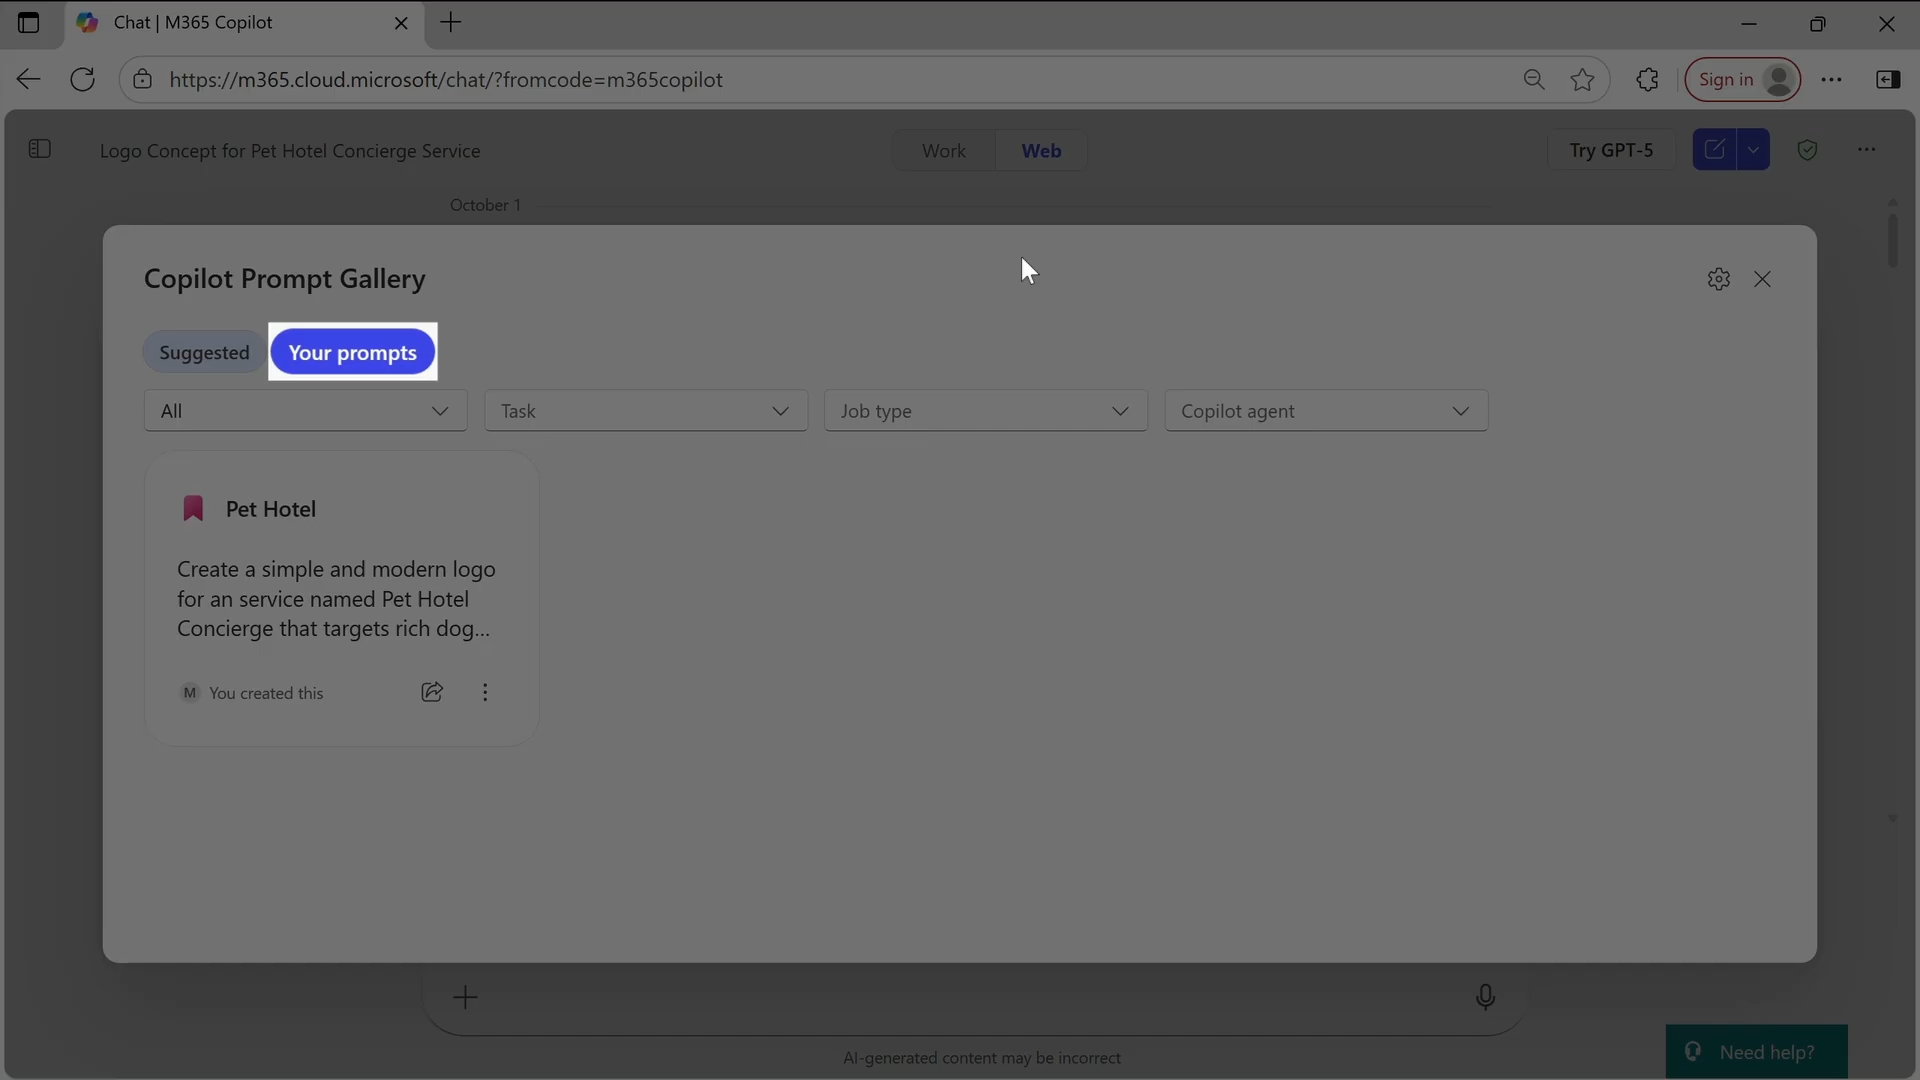 Chat | M365 Copilot
https://m365.cloud.microsoft/chat/?fromcode=m365copilot
Sign in
Logo Concept for Pet Hotel Concierge Service
Work
Web
Try GPT-5
October 1
Copilot Prompt Gallery
Suggested
Your prompts
All
Task
Job type
Copilot agent
Pet Hotel
Create a simple and modern logo
for an service named Pet Hotel
Concierge that targets rich dog...
M
You created this
AI-generated content may be incorrect
Need help?